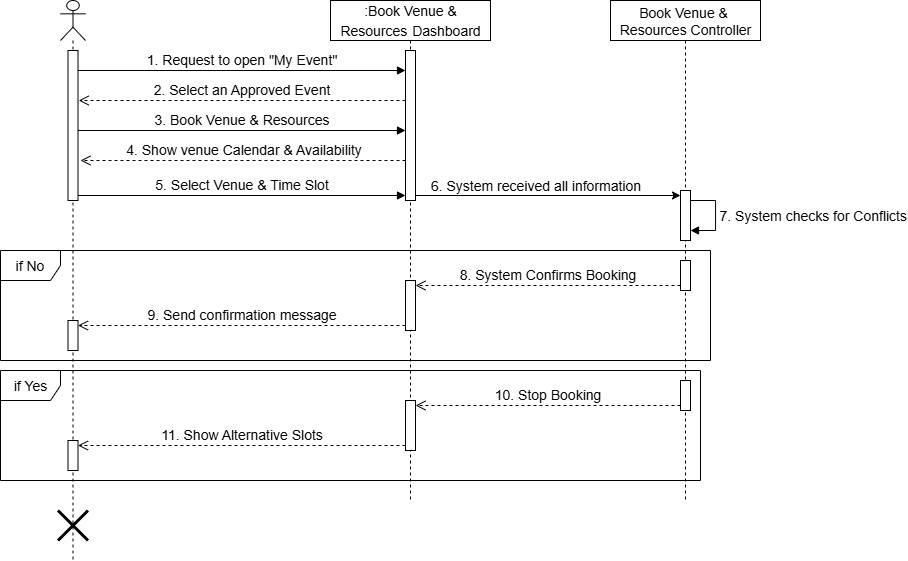 :Book Venue &
Resources Dashboard
Book Venue &
Resources Controller
1. Request to open "My Event"
2. Select an Approved Event
3. Book Venue & Resources
4. Show venue Calendar & Availability
5. Select Venue & Time Slot
6. System received all information
7. System checks for Conflicts
if No
8. System Confirms Booking
9. Send confirmation message
if Yes
10. Stop Booking
11. Show Alternative Slots